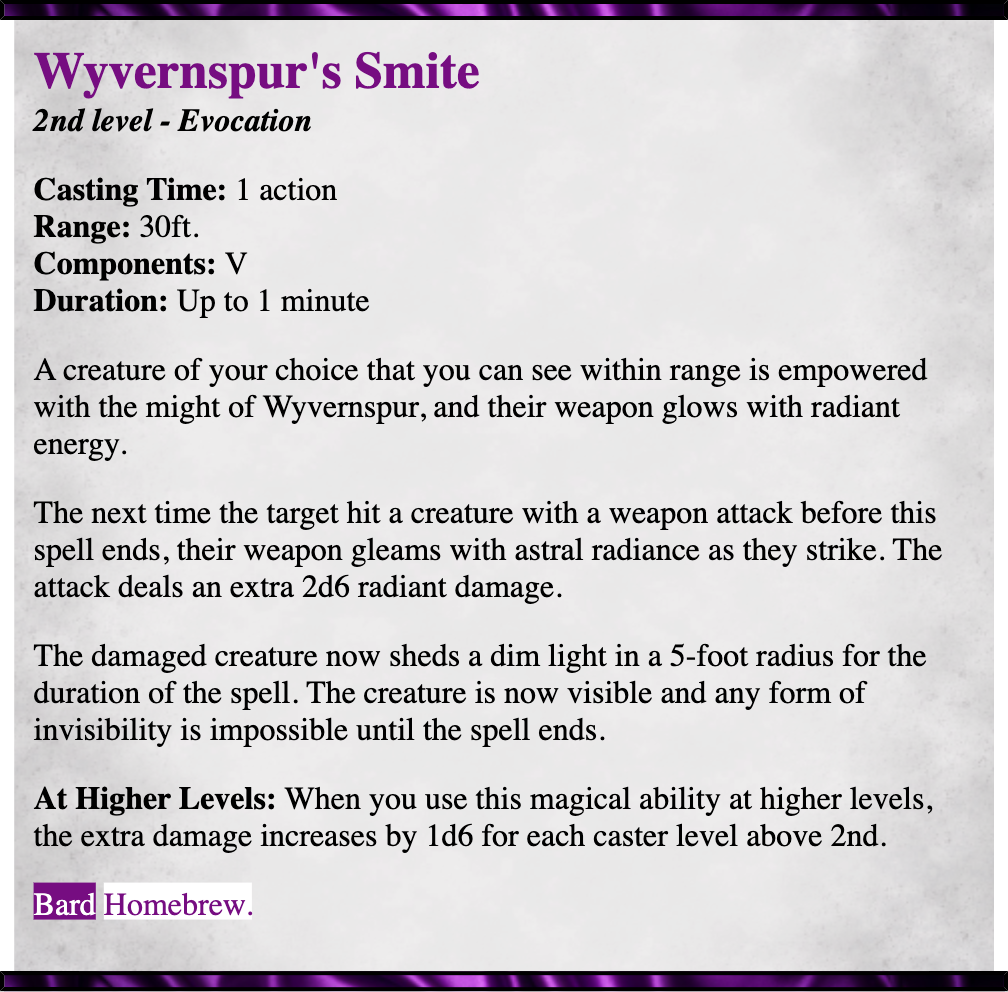 Wyvernspur's Smite
2nd level - Evocation
Casting Time: 1 action
Range: 30ft.
Components: V
Duration: Up to 1 minute
A creature of your choice that you can see within range is empowered
with the might of Wyvernspur, and their weapon glows with radiant
energy.
The next time the target hit a creature with a weapon attack before this
spell ends, their weapon gleams with astral radiance as they strike. The
attack deals an extra 2d6 radiant damage.
The damaged creature now sheds a dim light in a 5-foot radius for the
duration of the spell. The creature is now visible and any form of
invisibility is impossible until the spell ends.
At Higher Levels: When you use this magical ability at higher levels,
the extra damage increases by 1d6 for each caster level above 2nd.
Bard Homebrew.